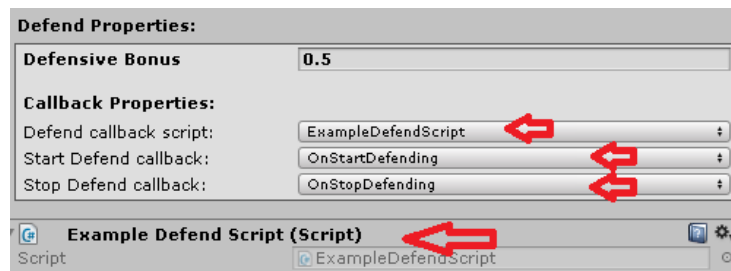 Defend Properties:
Defensive Bonus 0.5
Callback Properties:
Defend callback script: ExampleDefendScript
Start Defend callback: OnStartDefending
Stop Defend callback: OnStopDefending
Example Defend Script (Script)
Script ExampleDefendScript